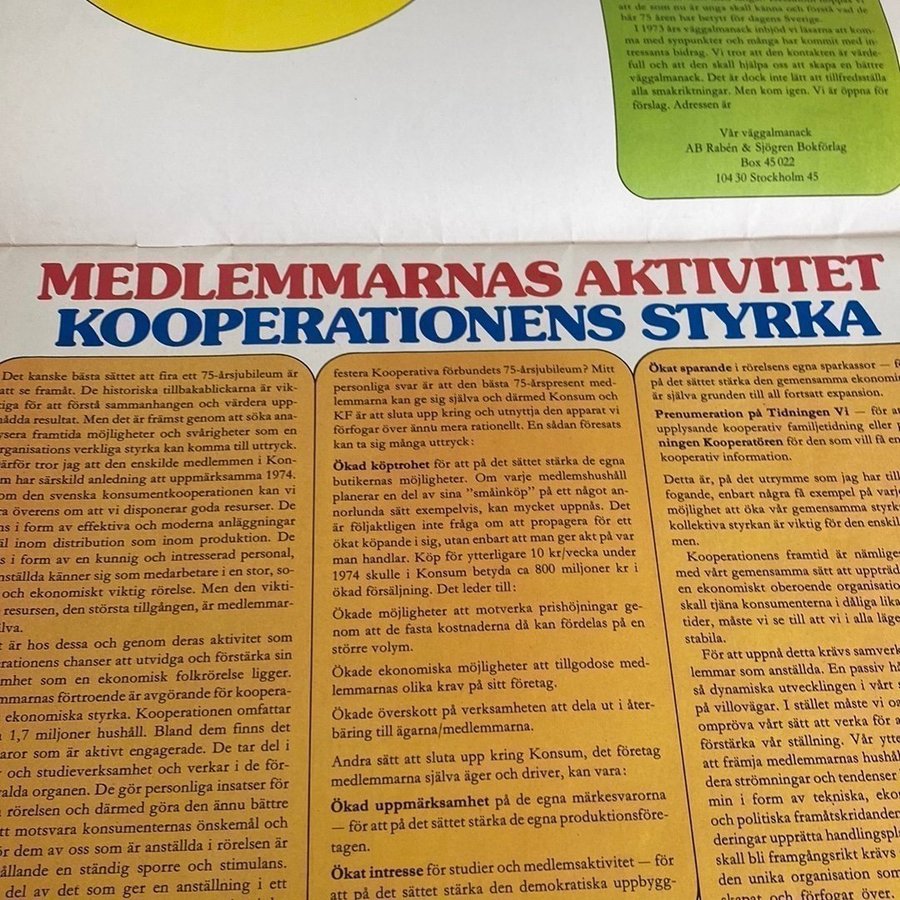 att de som nu är unga skall känna och förstå vad de
här 75 åren har betytt för dagens Sverige.
I 1973 års väggalmanack inbjöd vi läsarna att kom-
ma med synpunkter och många har kommit med in-
tressanta bidrag. Vi tror att den kontakten är värde-
full och att den skall hjälpa oss att skapa en bättre
väggalmanack. Det är dock inte lätt att tillfredsställa
alla smakriktningar. Men kom igen. Vi är öppna för
förslag. Adressen är
Vår väggalmanack
AB Rabén & Sjögren Bokförlag
Box 45 022
104 30 Stockholm 45
MEDLEMMARNAS AKTIVITET
KOOPERATIONENS STYRKA
Det kanske bästa sättet att fira ett 75-årsjubileum är
att se framåt. De historiska tillbakablickarna är vik-
tiga för att förstå sammanhangen och värdera upp-
nådda resultat. Men det är främst genom att söka ana-
lysera framtida möjligheter och svårigheter som en
organisations verkliga styrka kan komma till uttryck.
därför tror jag att den enskilde medlemmen i Kon-
m har särskild anledning att uppmärksamma 1974.
om den svenska konsumentkooperationen kan vi
a överens om att vi disponerar goda resurser. De
ns i form av effektiva och moderna anläggningar
äl inom distribution som inom produktion. De
s i form av en kunnig och intresserad personal,
nställda känner sig som medarbetare i en stor, so-
och ekonomiskt viktig rörelse. Men den vikti-
resursen, den största tillgången, är medlemmar-
lva.
t är hos dessa och genom deras aktivitet som
erationens chanser att utvidga och förstärka sin
mhet som en ekonomisk folkrörelse ligger.
mmarnas förtroende är avgörande för koopera-
ekonomiska styrka. Kooperationen omfattar
1,7 miljoner hushåll. Bland dem finns det
aror som är aktivt engagerade. De tar del i
och studieverksamhet och verkar i de för-
alda organen. De gör personliga insatser för
rörelsen och därmed göra den ännu bättre
tt motsvara konsumenternas önskemål och
ör dem av oss som är anställda i rörelsen är
ållande en ständig sporre och stimulans.
del av det som ger en anställning i ett
festera Kooperativa förbundets 75-årsjubileum? Mitt
personliga svar är att den bästa 75-årspresent med-
lemmarna kan ge sig själva och därmed Konsum och
KF är att sluta upp kring och utnyttja den apparat vi
förfogar över ännu mera rationellt. En sådan föresats
kan ta sig många uttryck:
Ökad köptrohet för att på det sättet stärka de egna
butikernas möjligheter. Om varje medlemshushåll
planerar en del av sina "småinköp" på ett något an-
norlunda sätt exempelvis, kan mycket uppnås. Det
är följaktligen inte fråga om att propagera för ett
ökat köpande i sig, utan enbart att man ger akt på var
man handlar. Köp för ytterligare 10 kr/vecka under
1974 skulle i Konsum betyda ca 800 miljoner kr i
ökad försäljning. Det leder till:
Ökade möjligheter att motverka prishöjningar ge-
nom att de fasta kostnaderna då kan fördelas på en
större volym.
Ökade ekonomiska möjligheter att tillgodose med-
lemmarnas olika krav på sitt företag.
Ökade överskott på verksamheten att dela ut i åter-
bäring till ägarna/medlemmarna.
Andra sätt att sluta upp kring Konsum, det företag
medlemmarna själva äger och driver, kan vara:
Ökad uppmärksamhet på de egna märkesvarorna
— för att på det sättet stärka de egna produktionsföre-
tagen.
Ökat intresse för studier och medlemsaktivitet — för
att på det sättet stärka den demokratiska uppbygg-
Ökat sparande i rörelsens egna sparkassor — f
på det sättet stärka den gemensamma ekonomi
är själva grunden till all fortsatt expansion.
Prenumeration på Tidningen Vi — för at
upplysande kooperativ familjetidning eller p
ningen Kooperatören för den som vill få en
kooperativ information.
Detta är, på det utrymme som jag har till
fogande, enbart några få exempel på varje
möjlighet att öka vår gemensamma styrk
kollektiva styrkan är viktig för den enskil
men.
Kooperationens framtid är nämligen
med vårt gemensamma sätt att uppträd
en ekonomiskt oberoende organisation
skall tjäna konsumenterna i dåliga lika
tider, måste vi se till att vi i alla läge
stabila.
För att uppnå detta krävs samverk
lemmar som anställda. En passiv h
så dynamiska utvecklingen i vårt s
på villovägar. I stället måste vi oa
ompröva vårt sätt att verka för a
förstärka vår ställning. Vår ytte
att främja medlemmarnas hushåll
dera strömningar och tendenser
min i form av tekniska, eko
och politiska framåtskridander
deringar upprätta handlingspla
skall bli framgångsrikt krävs
den unika organisation som
skapat och förfogar över.